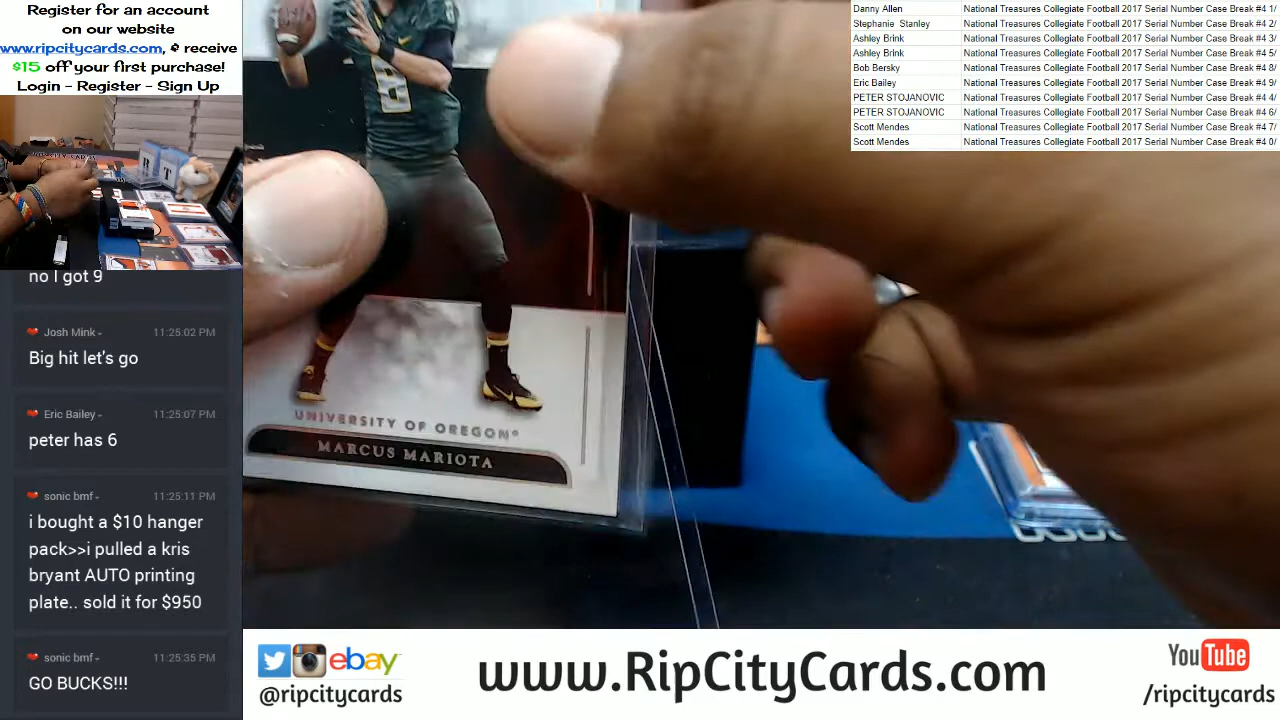 Register for an account
on our website
www.ripcitycards.com, & receive
$15 off your first purchase!
Login - Register - Sign Up
no I got 9
Josh Mink
11:25:02 PM
Big hit let's go
Eric Bailey
11:25:07 PM
peter has 6
sonic bmf
11:25:11 PM
i bought a $10 hanger
pack>>i pulled a kris
bryant AUTO printing
plate.. sold it for $950
sonic bmf
11:25:35 PM
GO BUCKS!!!
8
UNIVERSITY OF OREGON®
MARCUS MARIOTA
Danny Allen National Treasures Collegiate Football 2017 Serial Number Case Break #4 1/
Stephanie Stanley National Treasures Collegiate Football 2017 Serial Number Case Break #4 2/
Ashley Brink National Treasures Collegiate Football 2017 Serial Number Case Break #4 3/
Ashley Brink National Treasures Collegiate Football 2017 Serial Number Case Break #4 5/
Bob Bersky National Treasures Collegiate Football 2017 Serial Number Case Break #4 8/
Eric Bailey National Treasures Collegiate Football 2017 Serial Number Case Break #4 9/
PETER STOJANOVIC National Treasures Collegiate Football 2017 Serial Number Case Break #4 4/
PETER STOJANOVIC National Treasures Collegiate Football 2017 Serial Number Case Break #4 6/
Scott Mendes National Treasures Collegiate Football 2017 Serial Number Case Break #4 7/
Scott Mendes National Treasures Collegiate Football 2017 Serial Number Case Break #4 0/
ebay
@ripcitycards
www.RipCityCards.com
YouTube
/ripcitycards